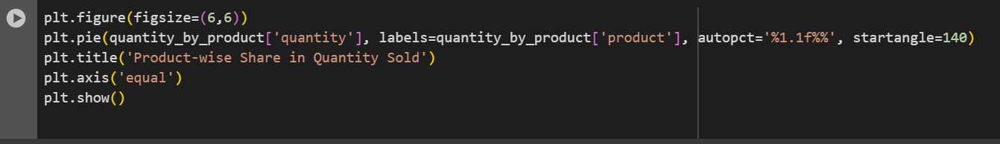 plt.figure(figsize=(6,6))
plt.pie(quantity_by_product['quantity'], labels=quantity_by_product['product'], autopct='%1.1f%%', startangle=140)
plt.title('Product-wise Share in Quantity Sold')
plt.axis('equal')
plt.show()